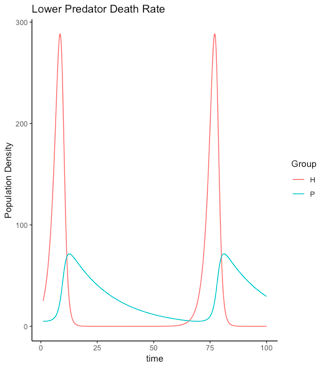 Lower Predator Death Rate
300
200
100
0
Population Density
0 25 50 75 100
time
Group
H
P